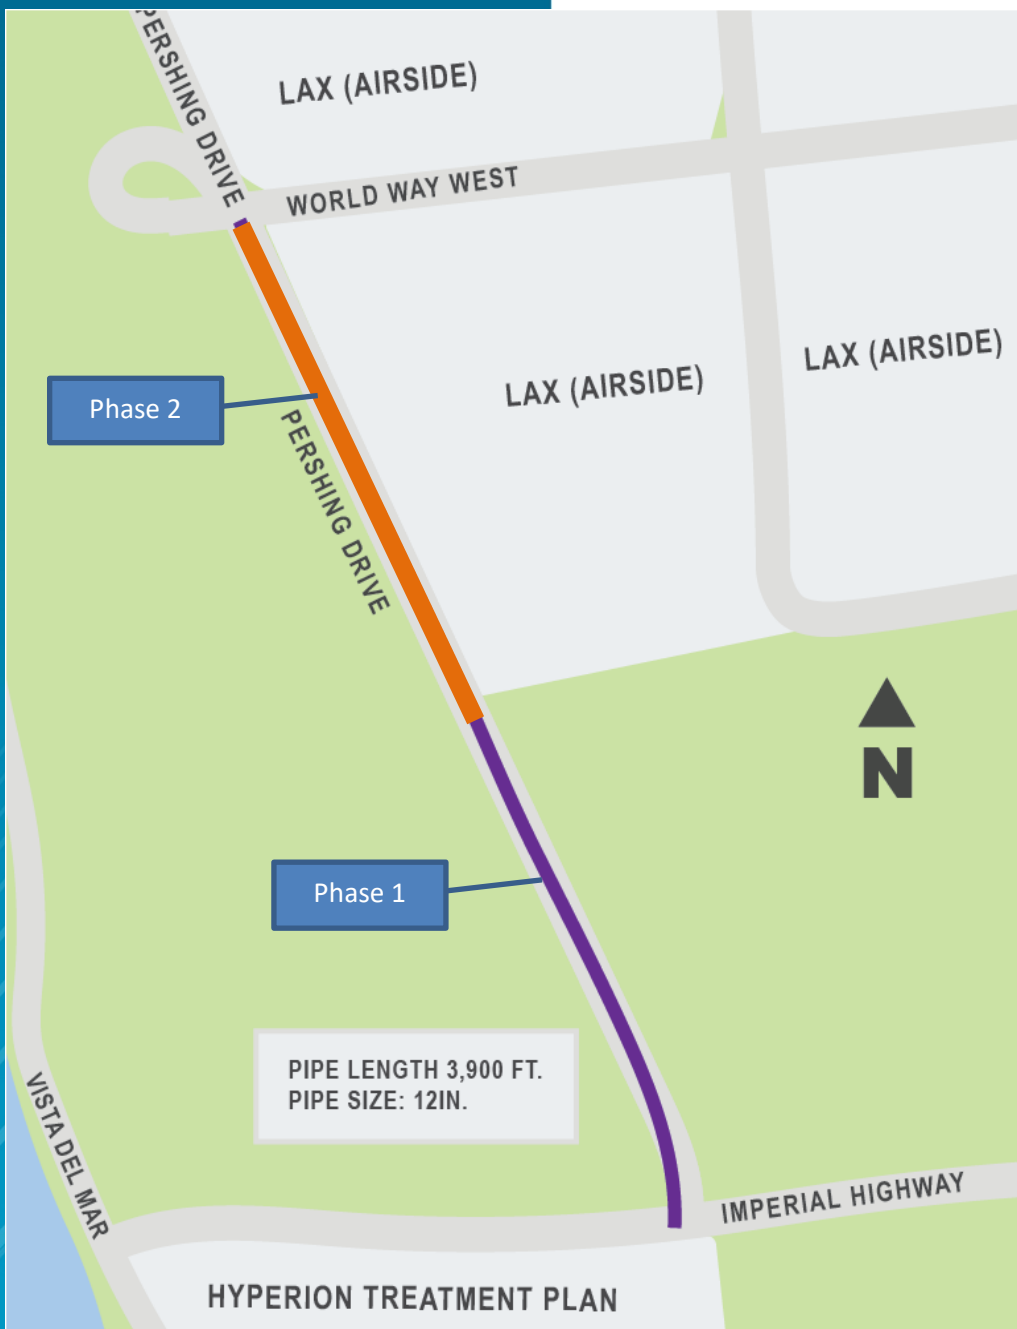 PERSHING DRIVE
LAX (AIRSIDE)
WORLD WAY WEST
LAX (AIRSIDE)
LAX (AIRSIDE)
Phase 2
PERSHING DRIVE
N
Phase 1
PIPE LENGTH 3,900 FT.
PIPE SIZE: 12IN.
VISTA DEL MAR
IMPERIAL HIGHWAY
HYPERION TREATMENT PLAN